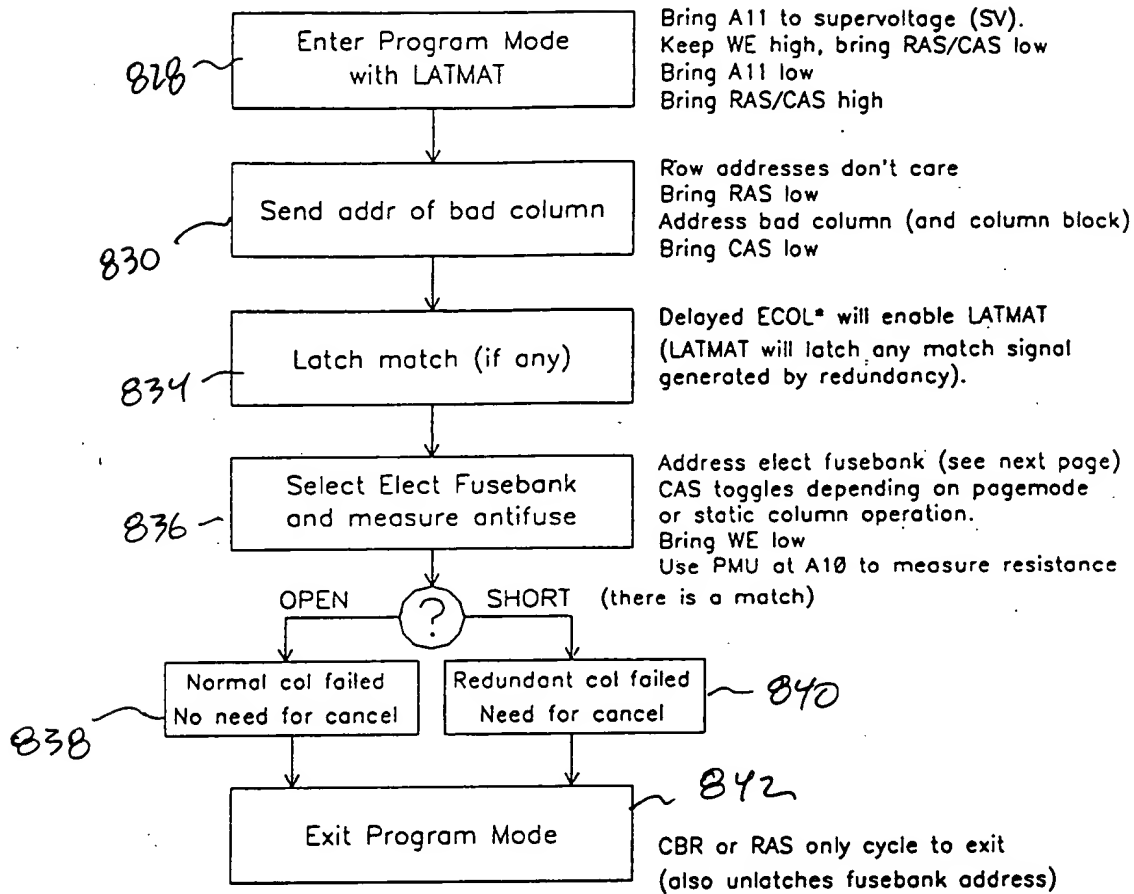 Enter Program Mode
with LATMAT
828
Bring A11 to supervoltage (SV).
Keep WE high, bring RAS/CAS low
Bring A11 low
Bring RAS/CAS high
Send addr of bad column
830
Row addresses don't care
Bring RAS low
Address bad column (and column block)
Bring CAS low
Latch match (if any)
834
Delayed ECOL* will enable LATMAT
(LATMAT will latch any match signal
generated by redundancy).
Select Elect Fusebank
and measure antifuse
836
Address elect fusebank (see next page)
CAS toggles depending on pagemode
or static column operation.
Bring WE low
Use PMU at A10 to measure resistance
OPEN
?
SHORT (there is a match)
Normal col failed
No need for cancel
838
Redundant col failed
Need for cancel
840
Exit Program Mode
842
CBR or RAS only cycle to exit
(also unlatches fusebank address)